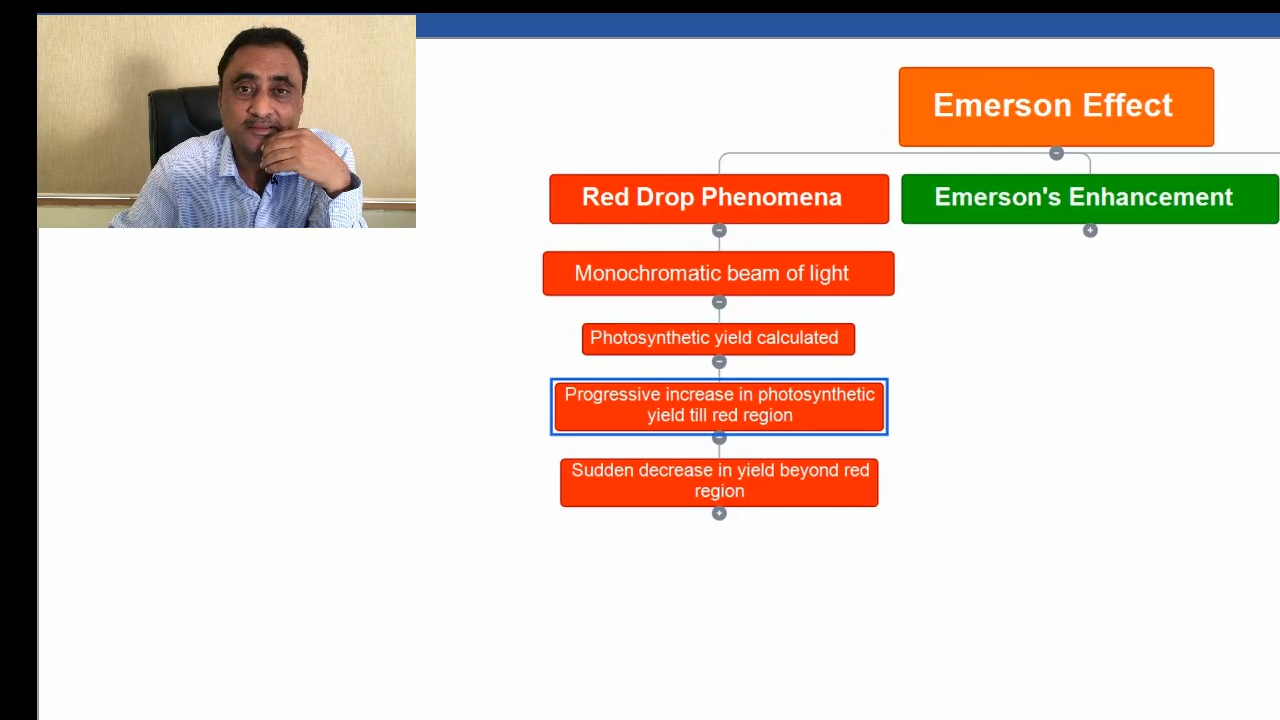 Emerson Effect
Red Drop Phenomena
Emerson's Enhancement
Monochromatic beam of light
Photosynthetic yield calculated
Progressive increase in photosynthetic
yield till red region
Sudden decrease in yield beyond red
region